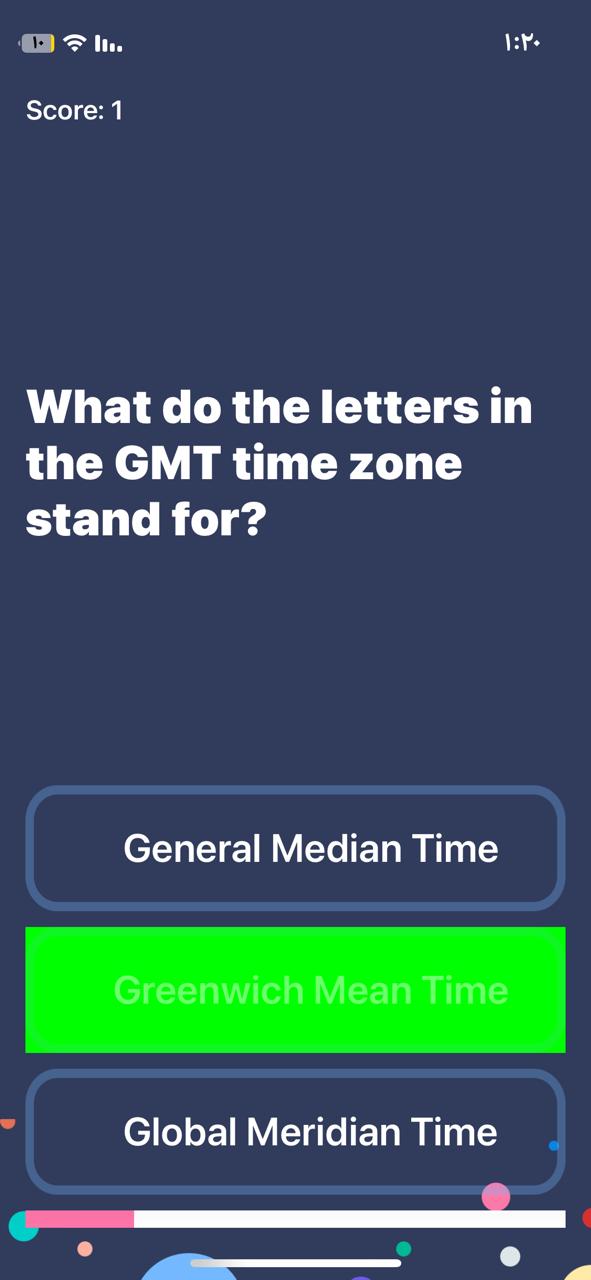 ١٠
١:٢٠
Score: 1
What do the letters in
the GMT time zone
stand for?
General Median Time
Greenwich Mean Time
Global Meridian Time